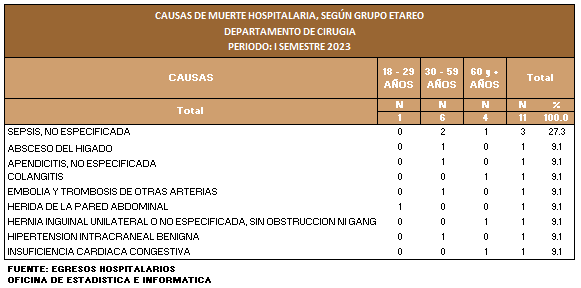 CAUSAS DE MUERTE HOSPITALARIA, SEGÚN GRUPO ETAREO
DEPARTAMENTO DE CIRUGIA
PERIODO: I SEMESTRE 2023
CAUSAS 18 - 29 AÑOS 30 - 59 AÑOS 60 y + AÑOS Total
N N N N %
Total 1 6 4 11 100.0
SEPSIS, NO ESPECIFICADA 0 2 1 3 27.3
ABSCESO DEL HIGADO 0 1 0 1 9.1
APENDICITIS, NO ESPECIFICADA 0 1 0 1 9.1
COLANGITIS 0 0 1 1 9.1
EMBOLIA Y TROMBOSIS DE OTRAS ARTERIAS 0 1 0 1 9.1
HERIDA DE LA PARED ABDOMINAL 1 0 0 1 9.1
HERNIA INGUINAL UNILATERAL O NO ESPECIFICADA, SIN OBSTRUCCION NI GANG 0 0 1 1 9.1
HIPERTENSION INTRACRANEAL BENIGNA 0 1 0 1 9.1
INSUFICIENCIA CARDIACA CONGESTIVA 0 0 1 1 9.1
FUENTE: EGRESOS HOSPITALARIOS
OFICINA DE ESTADISTICA E INFORMATICA